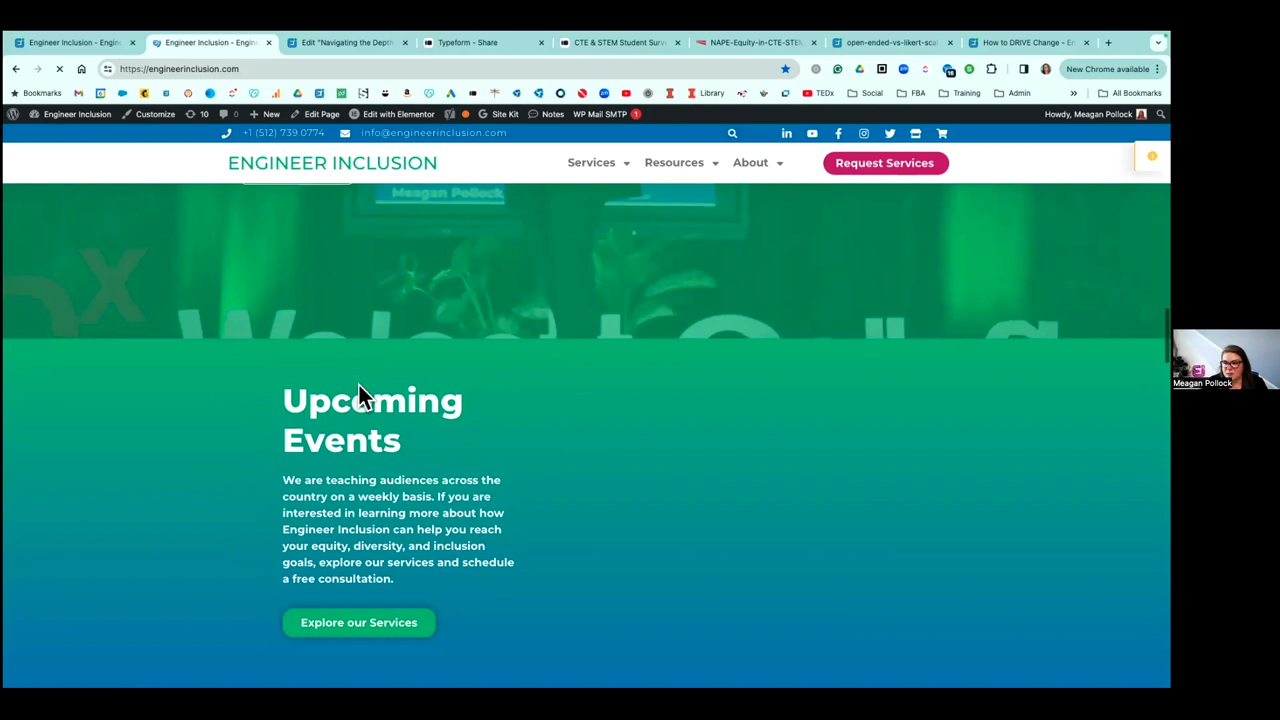 Engineer Inclusion - Engine
Engineer Inclusion - Engin
Edit "Navigating the Depth
Typeform - Share
CTE & STEM Student Surv
NAPE-Equity-in-CTE-STEM
open-ended-vs-likert-scal
How to DRIVE Change - En
https://engineerinclusion.com
New Chrome available
Bookmarks
Library
TEDx
Social
FBA
Training
Admin
All Bookmarks
Engineer Inclusion
Customize
10
0
New
Edit Page
Edit with Elementor
Site Kit
Notes
WP Mail SMTP
1
Howdy, Meagan Pollock
+1 (512) 739.0774
info@engineerinclusion.com
ENGINEER INCLUSION
Services
Resources
About
Request Services
Meagan Pollock
Upcoming
Events
We are teaching audiences across the
country on a weekly basis. If you are
interested in learning more about how
Engineer Inclusion can help you reach
your equity, diversity, and inclusion
goals, explore our services and schedule
a free consultation.
Explore our Services
Meagan Pollock